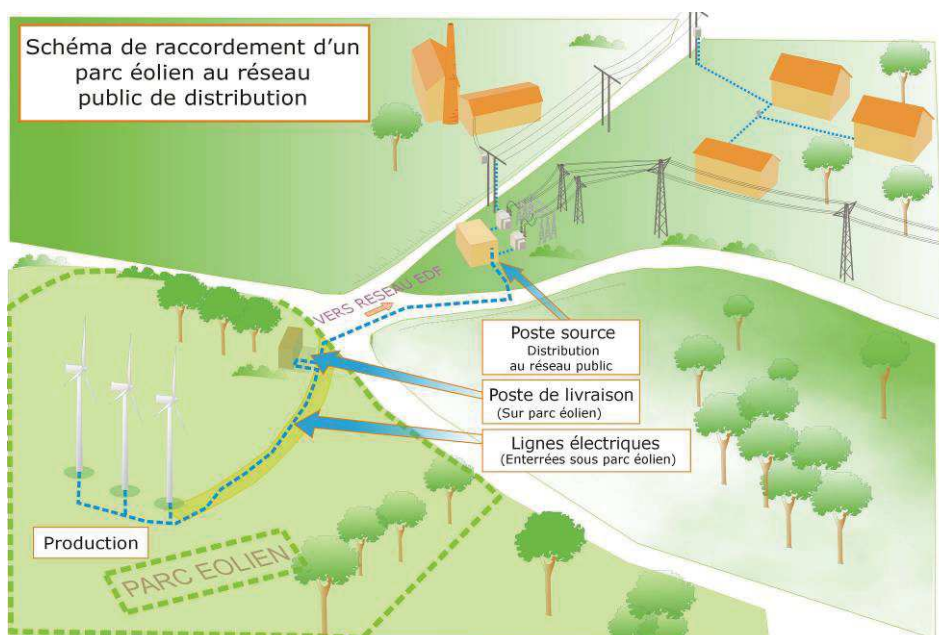 Schéma de raccordement d'un
parc éolien au réseau
public de distribution
VERS RESEAU EDF
Poste source
Distribution
au réseau public
Poste de livraison
(Sur parc éolien)
Lignes électriques
(Enterrées sous parc éolien)
Production
PARC EOLIEN